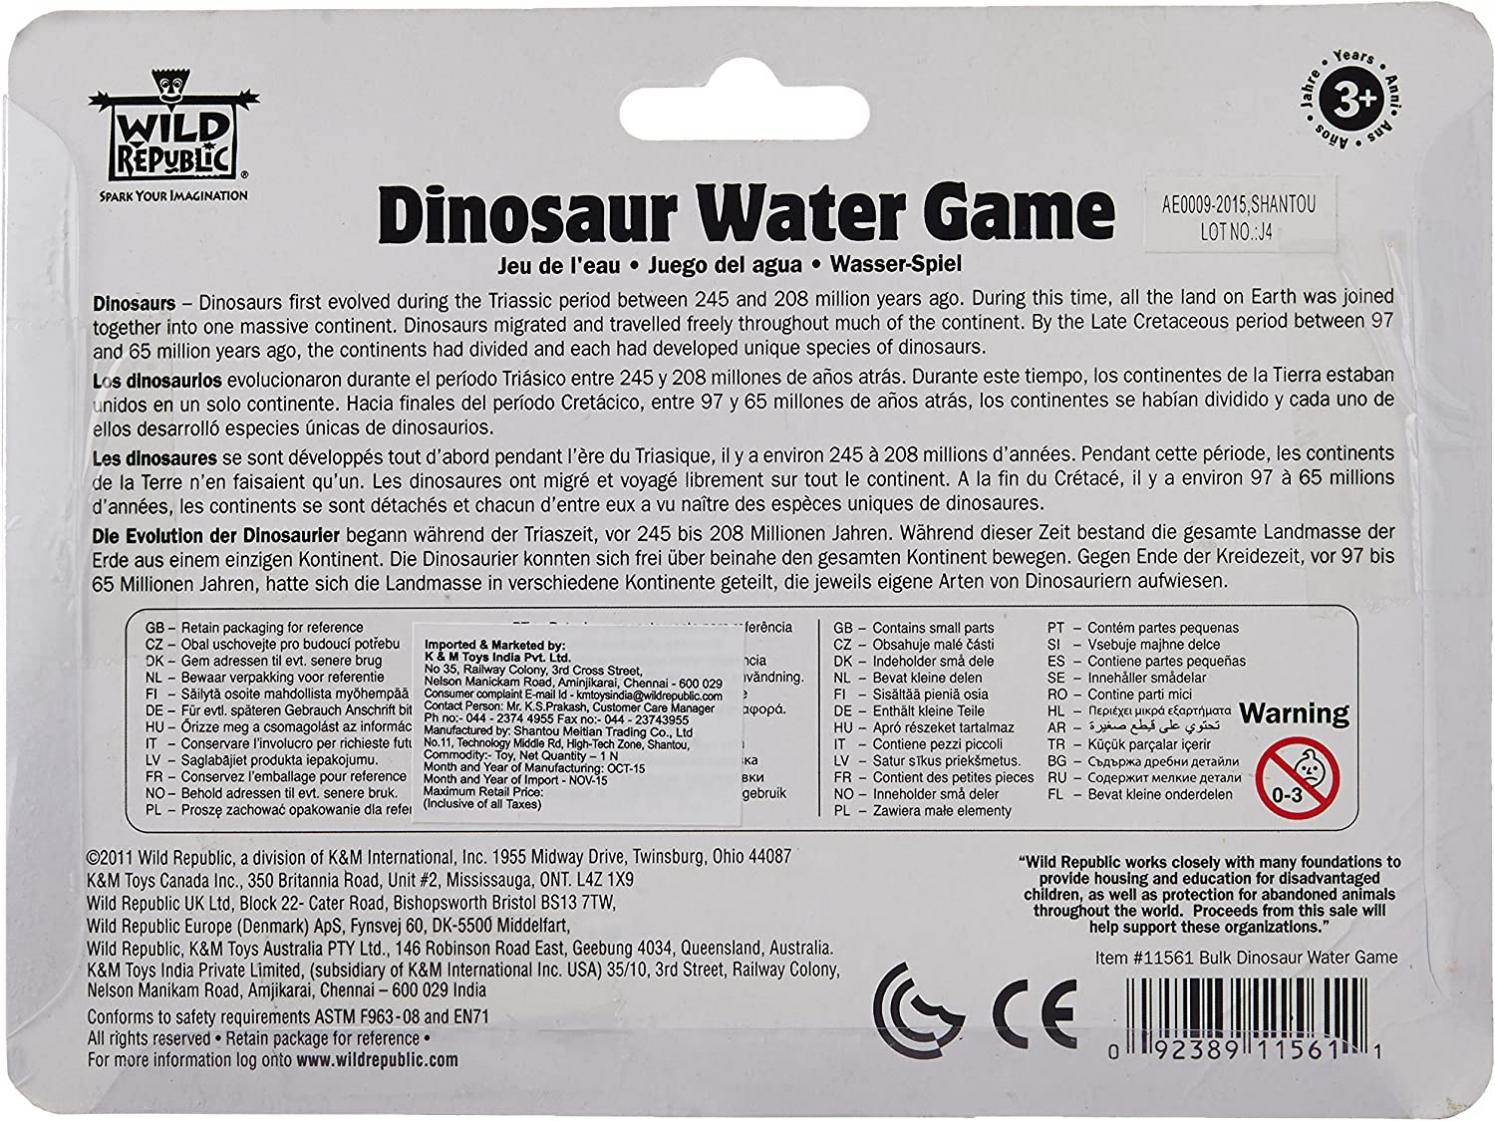 WILD
REPUBLIC
SPARK YOUR IMAGINATION
Years • Anni • Ans • Años • Jahre •
3+
Dinosaur Water Game
AE0009-2015,SHANTOU
LOT NO.:J4
Jeu de l'eau • Juego del agua • Wasser-Spiel
Dinosaurs – Dinosaurs first evolved during the Triassic period between 245 and 208 million years ago. During this time, all the land on Earth was joined
together into one massive continent. Dinosaurs migrated and travelled freely throughout much of the continent. By the Late Cretaceous period between 97
and 65 million years ago, the continents had divided and each had developed unique species of dinosaurs.
Los dinosaurios evolucionaron durante el período Triásico entre 245 y 208 millones de años atrás. Durante este tiempo, los continentes de la Tierra estaban
unidos en un solo continente. Hacia finales del período Cretácico, entre 97 y 65 millones de años atrás, los continentes se habían dividido y cada uno de
ellos desarrolló especies únicas de dinosaurios.
Les dinosaures se sont développés tout d'abord pendant l'ère du Triasique, il y a environ 245 à 208 millions d'années. Pendant cette période, les continents
de la Terre n'en faisaient qu'un. Les dinosaures ont migré et voyagé librement sur tout le continent. A la fin du Crétacé, il y a environ 97 à 65 millions
d'années, les continents se sont détachés et chacun d'entre eux a vu naître des espèces uniques de dinosaures.
Die Evolution der Dinosaurier begann während der Triaszeit, vor 245 bis 208 Millionen Jahren. Während dieser Zeit bestand die gesamte Landmasse der
Erde aus einem einzigen Kontinent. Die Dinosaurier konnten sich frei über beinahe den gesamten Kontinent bewegen. Gegen Ende der Kreidezeit, vor 97 bis
65 Millionen Jahren, hatte sich die Landmasse in verschiedene Kontinente geteilt, die jeweils eigene Arten von Dinosauriern aufwiesen.
GB – Retain packaging for reference
CZ – Obal uschovejte pro budoucí potřebu
DK – Gem adressen til evt. senere brug
NL – Bewaar verpakking voor referentie
FI – Säilytä osoite mahdollista myöhempää
DE – Für evtl. späteren Gebrauch Anschrift bit
HU – Őrizze meg a csomagolást az informác
IT – Conservare l'involucro per richieste futu
LV – Saglabājiet produkta iepakojumu.
FR – Conservez l'emballage pour reference
NO – Behold adressen til evt. senere bruk.
PL – Proszę zachować opakowanie dla refer
Imported & Marketed by:
K & M Toys India Pvt. Ltd.
No 35, Railway Colony, 3rd Cross Street,
Nelson Manickam Road, Aminjikarai, Chennai - 600 029
Consumer complaint E-mail Id - kmtoysindia@wildrepublic.com
Contact Person: Mr. K.S.Prakash, Customer Care Manager
Ph no:- 044 - 2374 4955 Fax no:- 044 - 23743955
Manufactured by: Shantou Meitian Trading Co., Ltd
No.11, Technology Middle Rd, High-Tech Zone, Shantou,
Commodity:- Toy, Net Quantity – 1 N
Month and Year of Manufacturing: OCT-15
Month and Year of Import - NOV-15
Maximum Retail Price:
(Inclusive of all Taxes)
ferência
ncia
nvändning.
αφορά.
ка
вки
gebruik
GB – Contains small parts
CZ – Obsahuje malé části
DK – Indeholder små dele
NL – Bevat kleine delen
FI – Sisältää pieniä osia
DE – Enthält kleine Teile
HU – Apró részeket tartalmaz
IT – Contiene pezzi piccoli
LV – Satur sīkus priekšmetus.
FR – Contient des petites pieces
NO – Inneholder små deler
PL – Zawiera małe elementy
PT – Contém partes pequenas
SI – Vsebuje majhne delce
ES – Contiene partes pequeñas
SE – Innehåller smådelar
RO – Contine parti mici
HL – Περιέχει μικρά εξαρτήματα
AR – تحتوي على قطع صغيرة
TR – Küçük parçalar içerir
BG – Съдържа дребни детайли
RU – Содержит мелкие детали
FL – Bevat kleine onderdelen
Warning
0-3
©2011 Wild Republic, a division of K&M International, Inc. 1955 Midway Drive, Twinsburg, Ohio 44087
K&M Toys Canada Inc., 350 Britannia Road, Unit #2, Mississauga, ONT. L4Z 1X9
Wild Republic UK Ltd, Block 22- Cater Road, Bishopsworth Bristol BS13 7TW,
Wild Republic Europe (Denmark) ApS, Fynsvej 60, DK-5500 Middelfart,
Wild Republic, K&M Toys Australia PTY Ltd., 146 Robinson Road East, Geebung 4034, Queensland, Australia.
K&M Toys India Private Limited, (subsidiary of K&M International Inc. USA) 35/10, 3rd Street, Railway Colony,
Nelson Manikam Road, Amjikarai, Chennai – 600 029 India
Conforms to safety requirements ASTM F963-08 and EN71
All rights reserved • Retain package for reference •
For more information log onto www.wildrepublic.com
"Wild Republic works closely with many foundations to
provide housing and education for disadvantaged
children, as well as protection for abandoned animals
throughout the world. Proceeds from this sale will
help support these organizations."
Item #11561 Bulk Dinosaur Water Game
CE
0 92389 11561 1